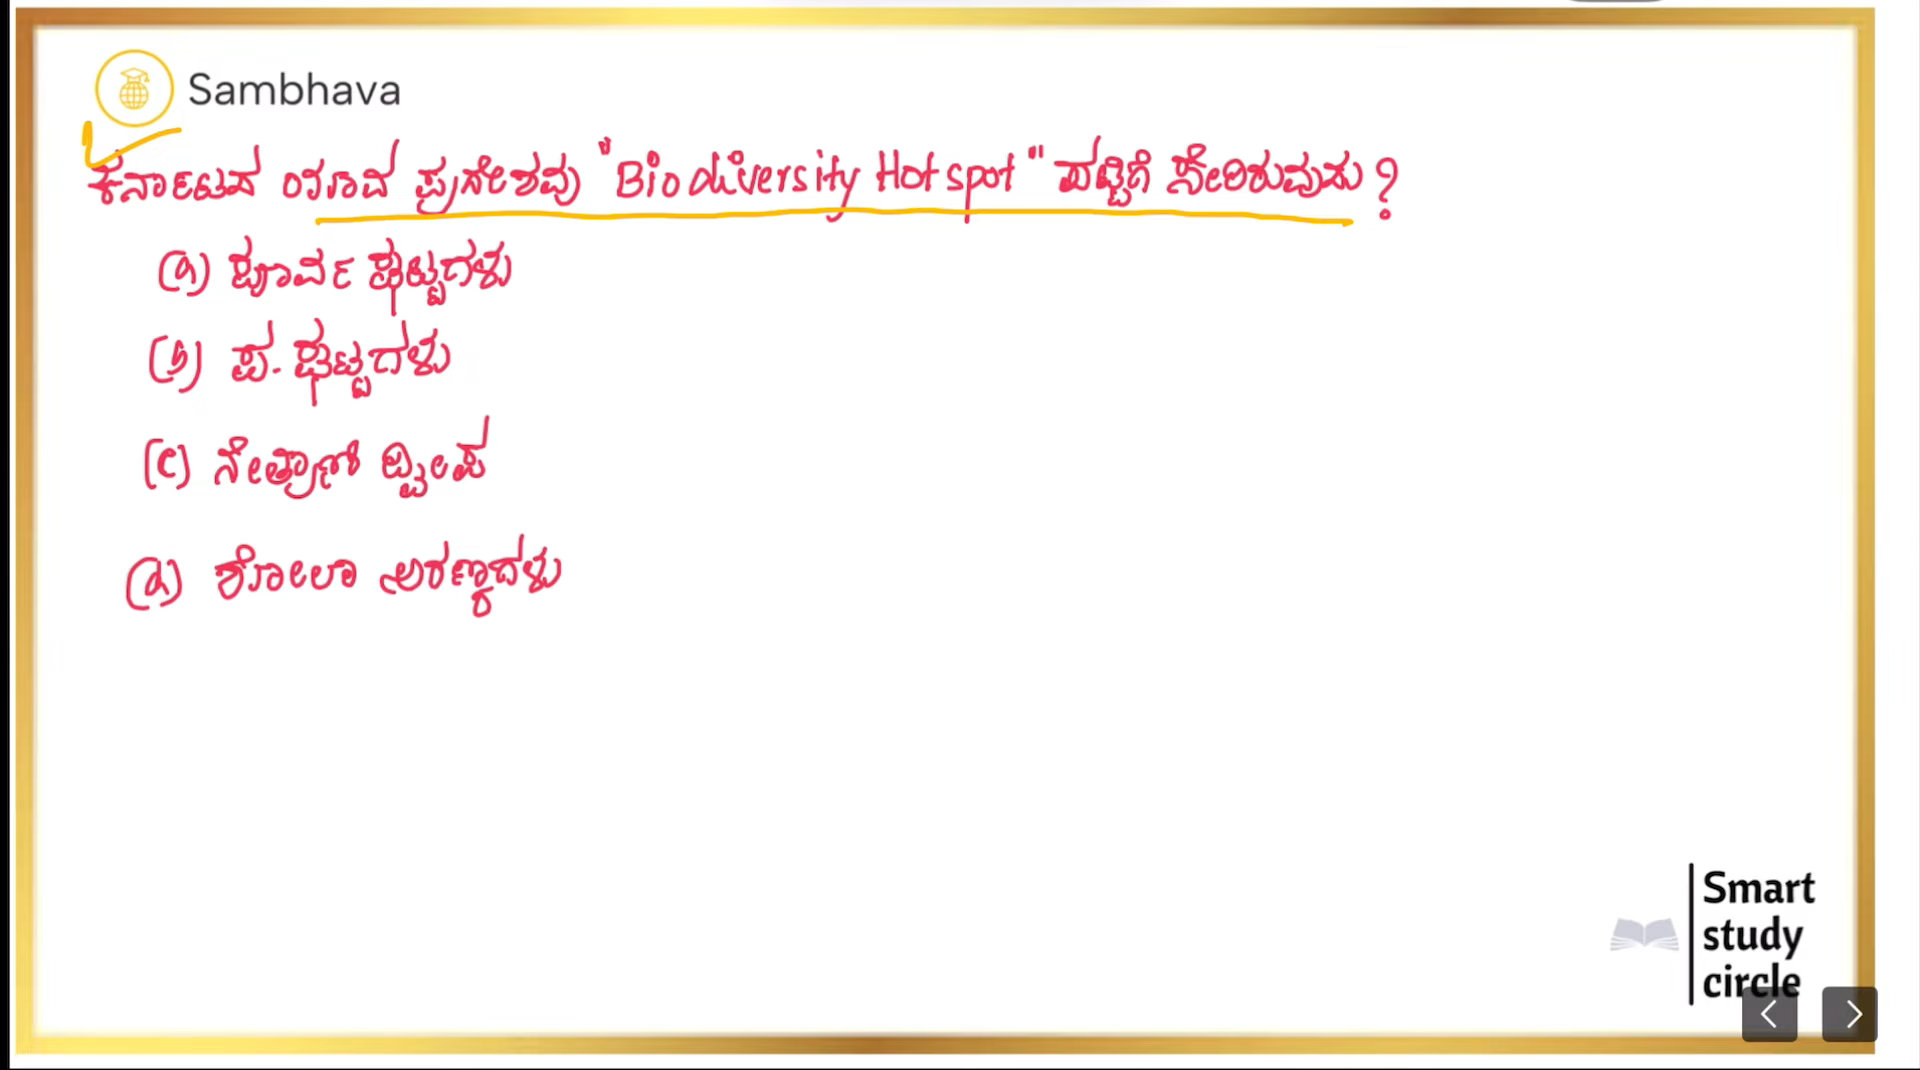 Sambhava
ಕರ್ನಾಟಕದ ಯಾವ ಪ್ರದೇಶವು "Biodiversity Hotspot" ಪಟ್ಟಿಗೆ ಸೇರಿರುವುದು ?
(a) ಪೂರ್ವ ಘಟ್ಟಗಳು
(b) ಪ. ಘಟ್ಟಗಳು
(c) ನೇತ್ರಾಣಿ ದ್ವೀಪ
(d) ಶೋಲಾ ಅರಣ್ಯಗಳು
Smart
study
circle